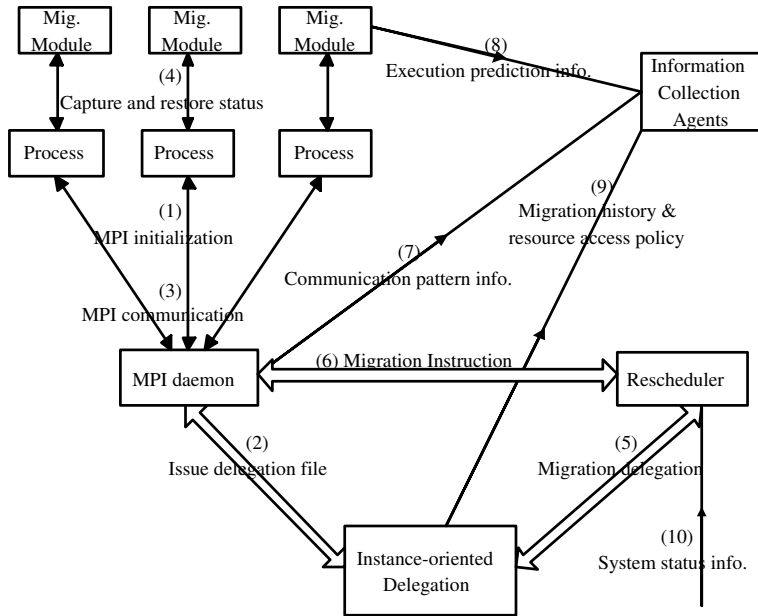 Mig.
Module
Mig.
Module
Mig.
Module
(8)
Execution prediction info.
Information
Collection
Agents
(4)
Capture and restore status
Process
Process
Process
(9)
Migration history &
resource access policy
(1)
MPI initialization
(7)
Communication pattern info.
(3)
MPI communication
(6) Migration Instruction
MPI daemon
Rescheduler
(2)
Issue delegation file
(5)
Migration delegation
Instance-oriented
Delegation
(10)
System status info.